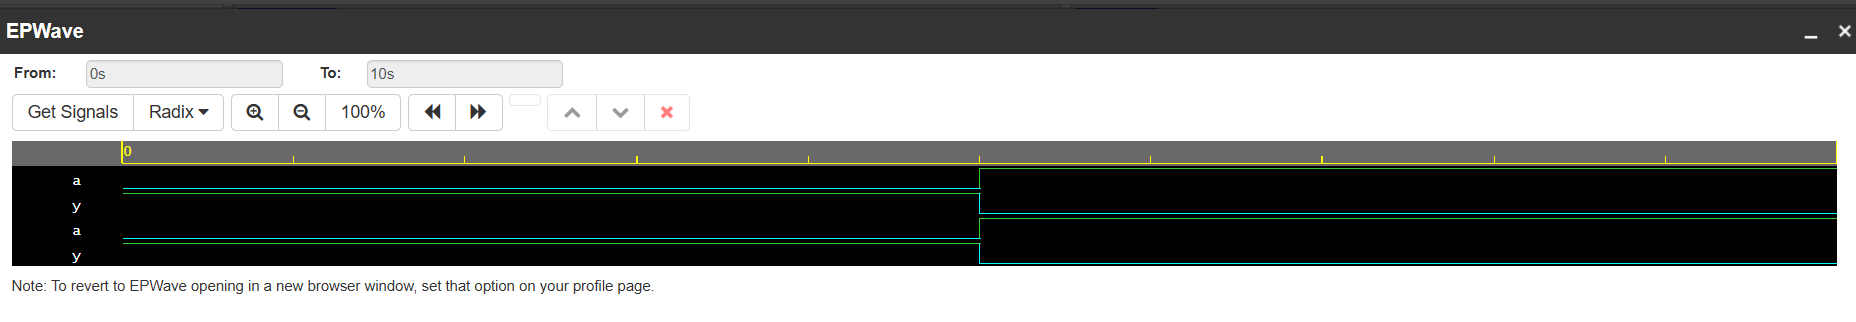 EPWave
From: 0s To: 10s
Get Signals Radix 100%
0
a
y
a
y
Note: To revert to EPWave opening in a new browser window, set that option on your profile page.